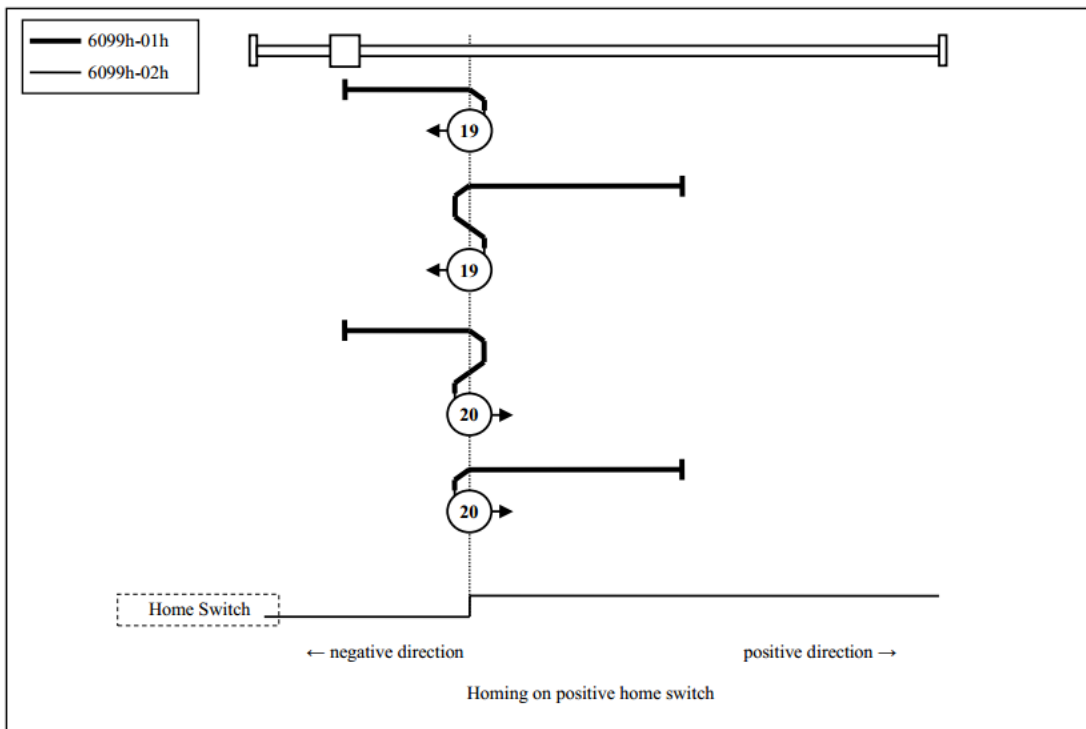 6099h-01h
6099h-02h
19
19
20
20
Home Switch
← negative direction
positive direction →
Homing on positive home switch